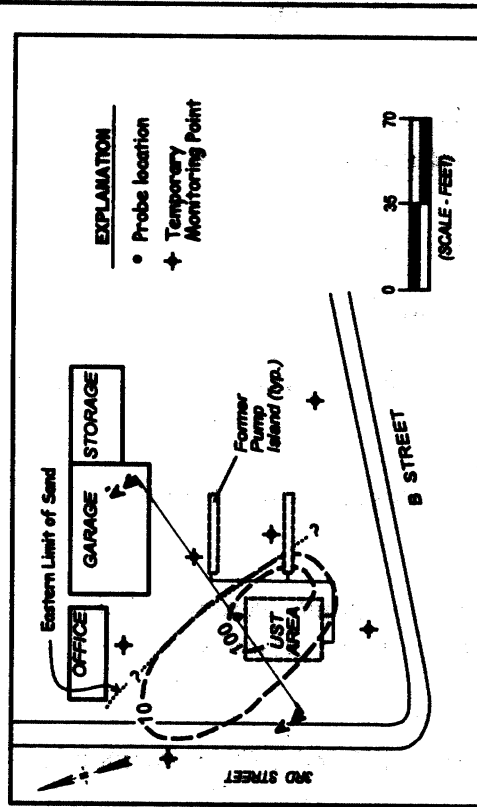 Eastern Limit of Sand
OFFICE
GARAGE
STORAGE
EXPLANATION
Probe location
Temporary
Monitoring Point
Former
Pump
Island (typ.)
?
?
10
100
UST
AREA
3RD STREET
B STREET
0 35 70
(SCALE - FEET)